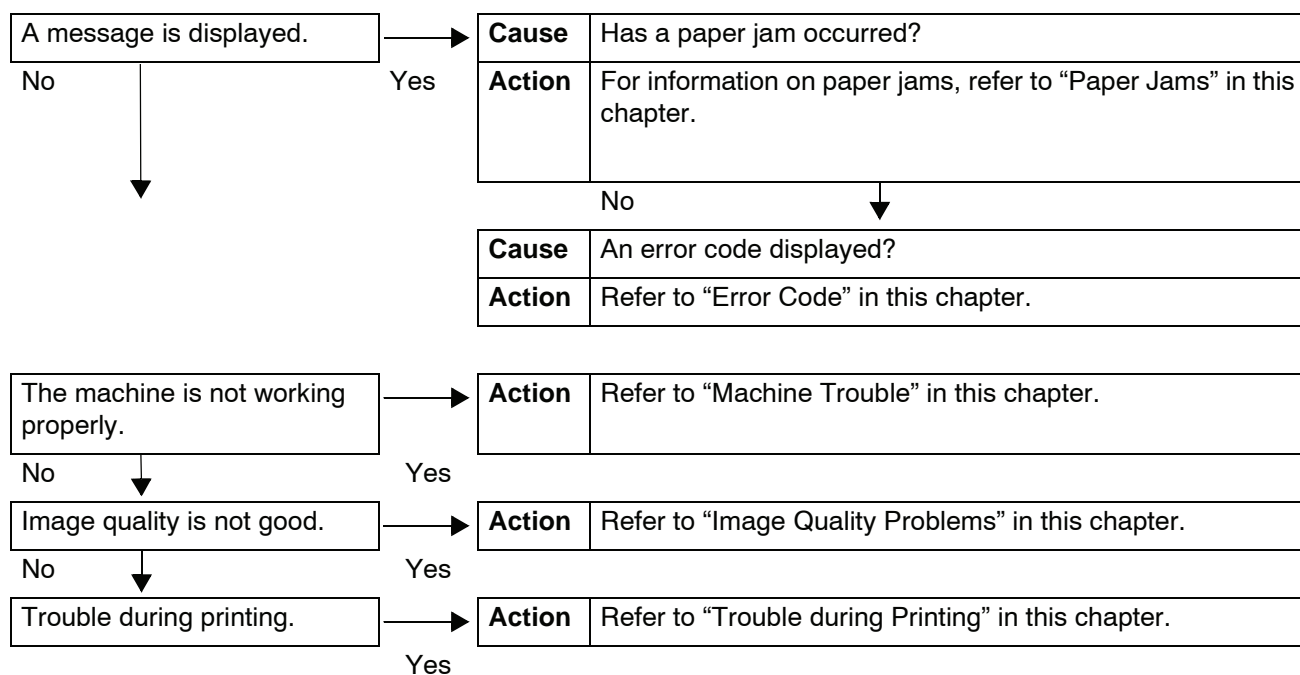 A message is displayed.
Cause Has a paper jam occurred?
No Yes
Action For information on paper jams, refer to “Paper Jams” in this
chapter.
No
Cause An error code displayed?
Action Refer to “Error Code” in this chapter.
The machine is not working
properly.
Action Refer to “Machine Trouble” in this chapter.
No Yes
Image quality is not good.
Action Refer to “Image Quality Problems” in this chapter.
No Yes
Trouble during printing.
Action Refer to “Trouble during Printing” in this chapter.
Yes